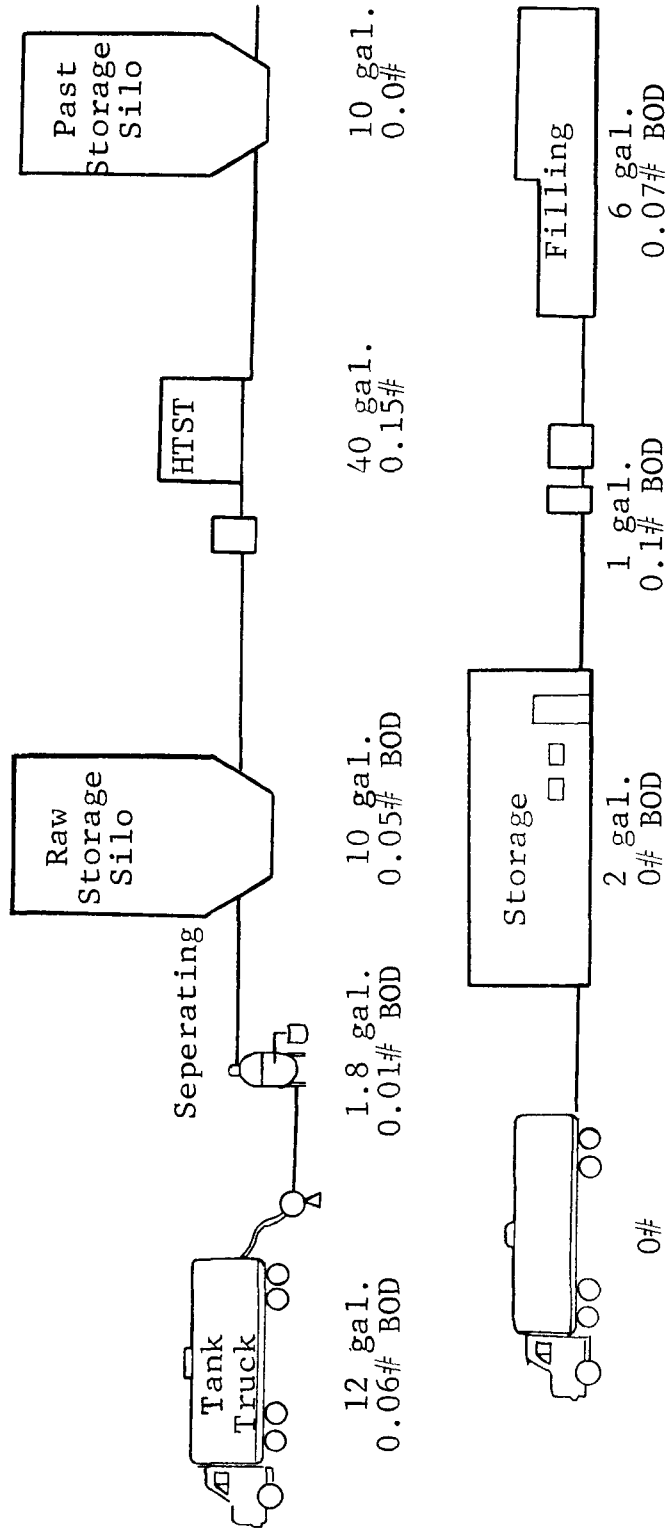 Tank
Truck
Seperating
Raw
Storage
Silo
HTST
Past
Storage
Silo
12 gal.
0.06# BOD
1.8 gal.
0.01# BOD
10 gal.
0.05# BOD
40 gal.
0.15#
10 gal.
0.0#
Storage
Filling
0#
2 gal.
0# BOD
1 gal.
0.1# BOD
6 gal.
0.07# BOD